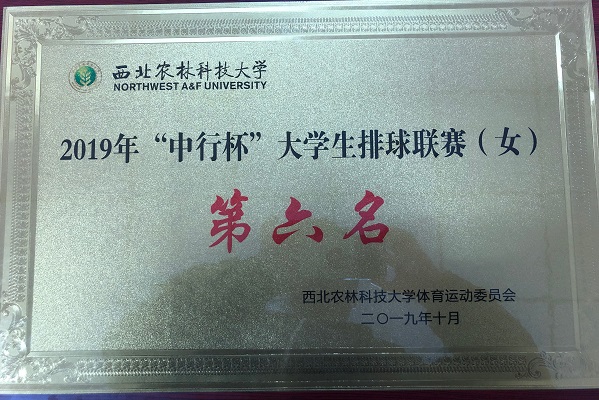 西北农林科技大学
NORTHWEST A&F UNIVERSITY
2019年“中行杯”大学生排球联赛（女）
第六名
西北农林科技大学体育运动委员会
二〇一九年十月